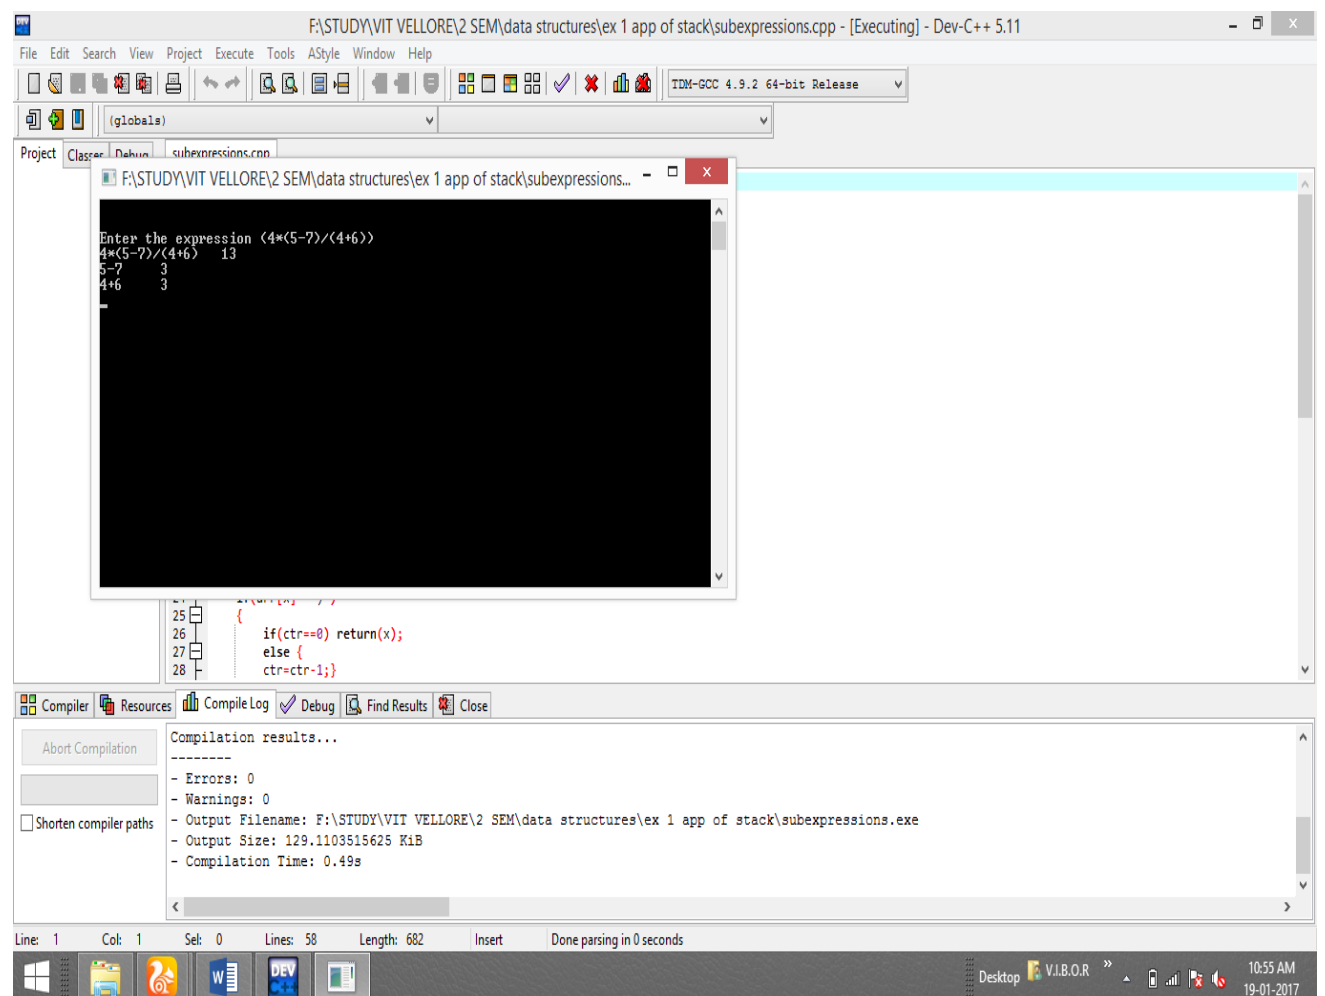 F:\STUDY\VIT VELLORE\2 SEM\data structures\ex 1 app of stack\subexpressions.cpp - [Executing] - Dev-C++ 5.11
File Edit Search View Project Execute Tools AStyle Window Help
TDM-GCC 4.9.2 64-bit Release
(globals)
Project Classes Debug subexpressions.cpp
F:\STUDY\VIT VELLORE\2 SEM\data structures\ex 1 app of stack\subexpressions...
Enter the expression (4*(5-7)/(4+6))
4*(5-7)/(4+6) 13
5-7 3
4+6 3
25 {
26 if(ctr==0) return(x);
27 else {
28 ctr=ctr-1;}
Compiler Resources Compile Log Debug Find Results Close
Abort Compilation
Shorten compiler paths
Compilation results...
--------
- Errors: 0
- Warnings: 0
- Output Filename: F:\STUDY\VIT VELLORE\2 SEM\data structures\ex 1 app of stack\subexpressions.exe
- Output Size: 129.1103515625 KiB
- Compilation Time: 0.49s
Line: 1 Col: 1 Sel: 0 Lines: 58 Length: 682 Insert Done parsing in 0 seconds
W DEV C++ Desktop V.I.B.O.R » 10:55 AM
19-01-2017